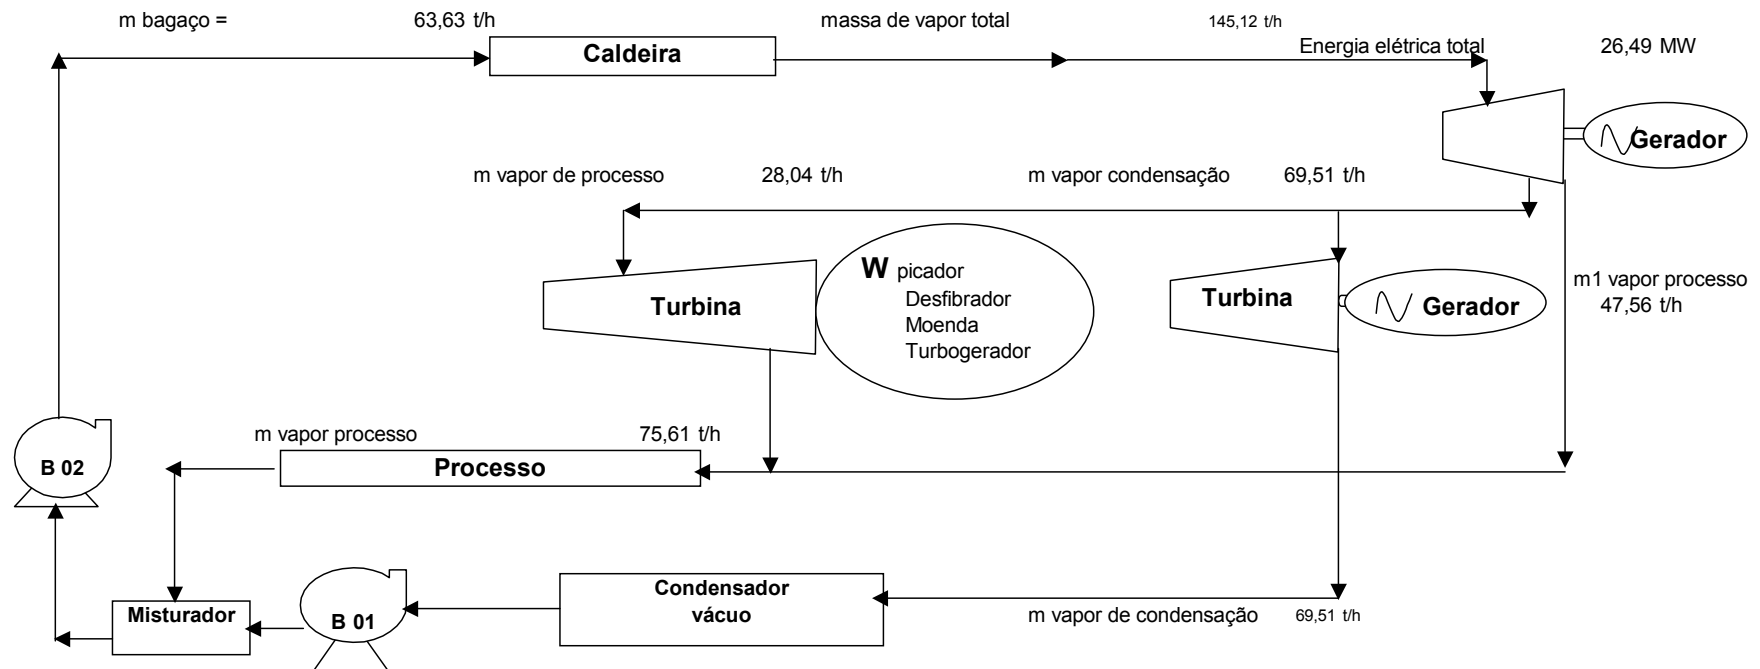 m bagaço = 63,63 t/h massa de vapor total 145,12 t/h
Energia elétrica total 26,49 MW
Caldeira
Gerador
m vapor de processo 28,04 t/h m vapor condensação 69,51 t/h
W picador
Desfibrador
Moenda
Turbogerador
Turbina
Turbina
Gerador
m1 vapor processo
47,56 t/h
m vapor processo 75,61 t/h
B 02
Processo
Condensador
vácuo
Misturador
B 01
m vapor de condensação 69,51 t/h